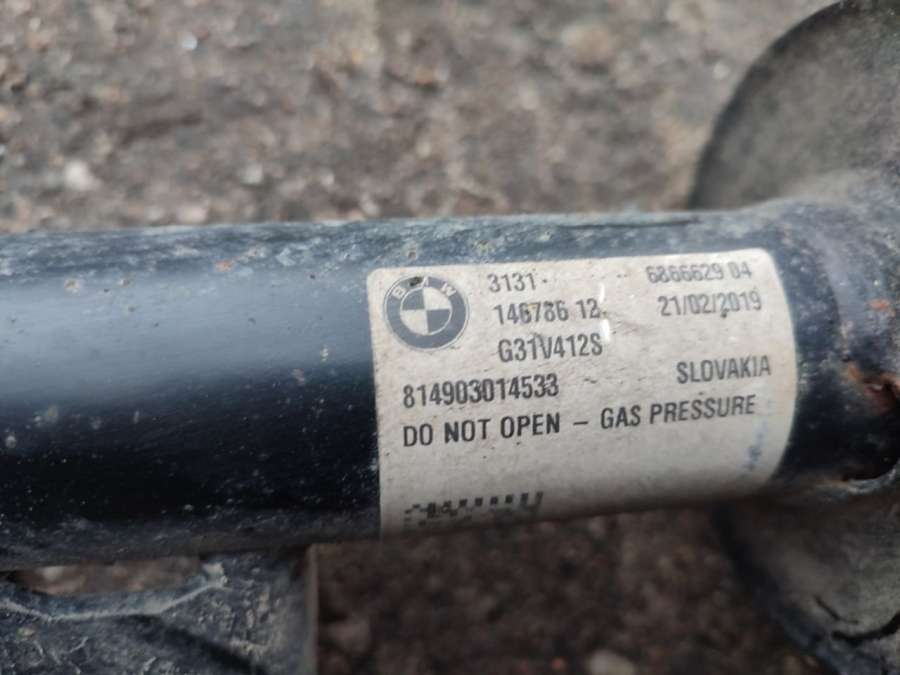 BMW
3131 6866629 04
146786 12 21/02/2019
G31V412S
814903014533 SLOVAKIA
DO NOT OPEN – GAS PRESSURE